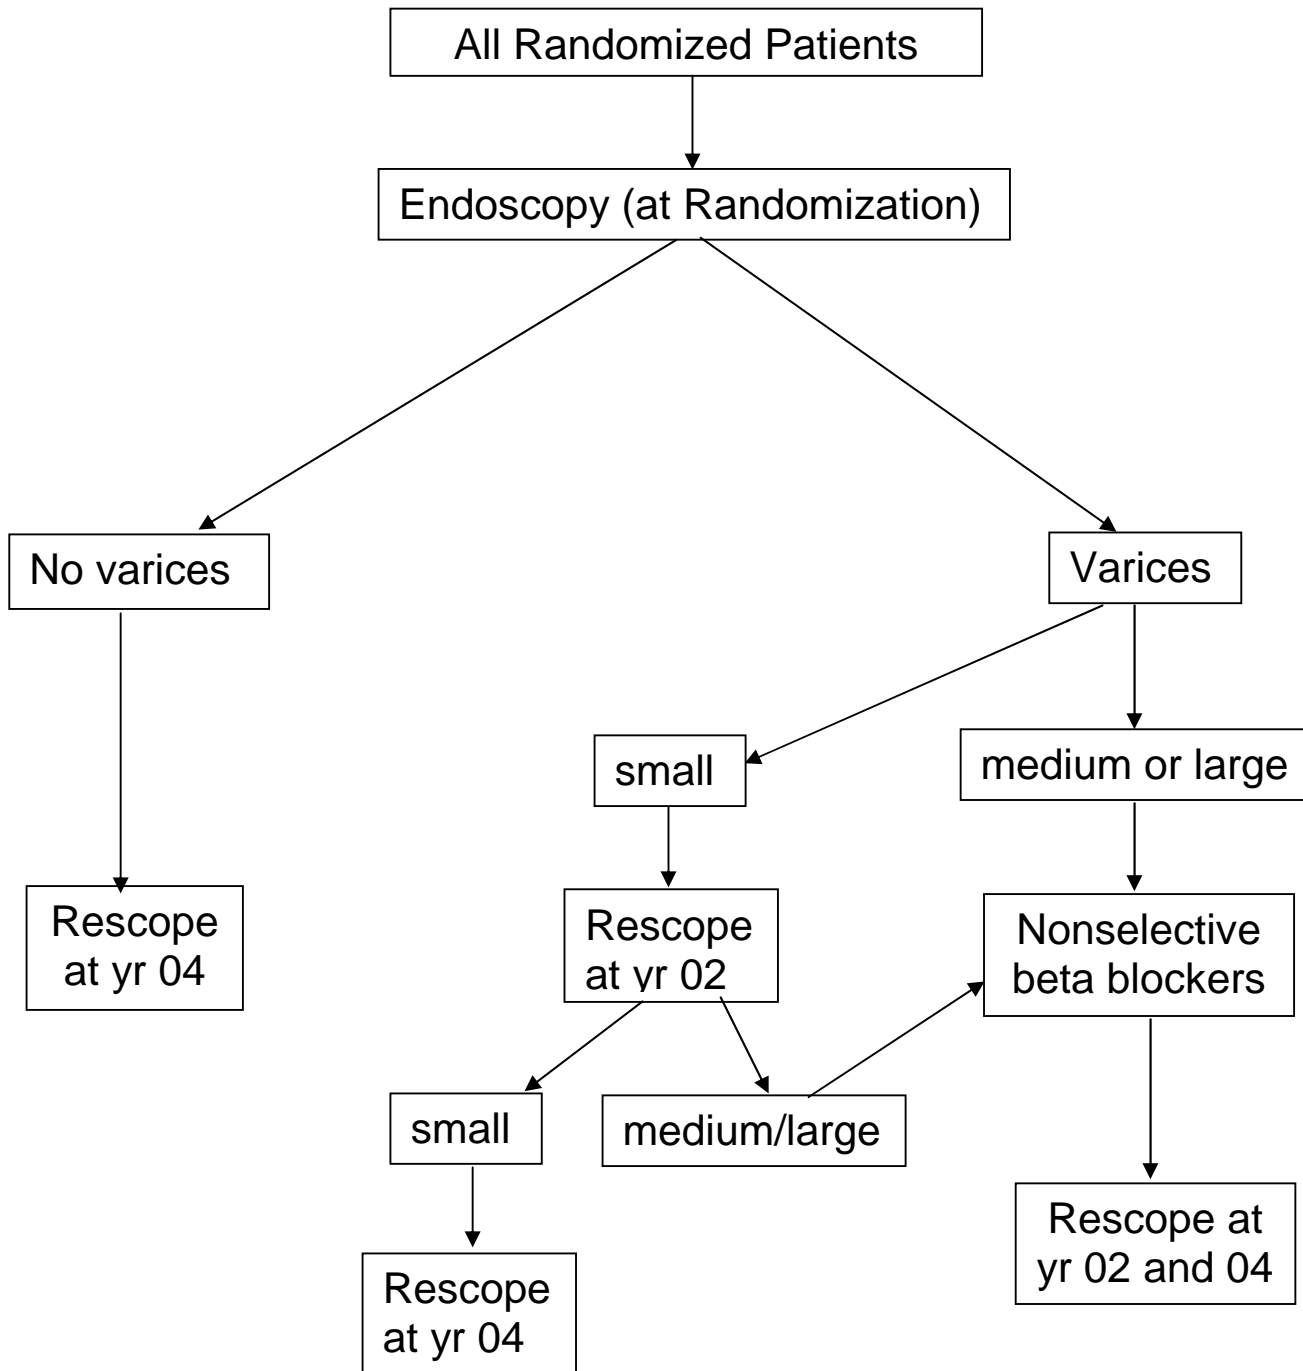 All Randomized Patients
Endoscopy (at Randomization)
No varices
Varices
small
medium or large
Rescope
at yr 04
Rescope
at yr 02
Nonselective
beta blockers
small
medium/large
Rescope at
yr 02 and 04
Rescope
at yr 04